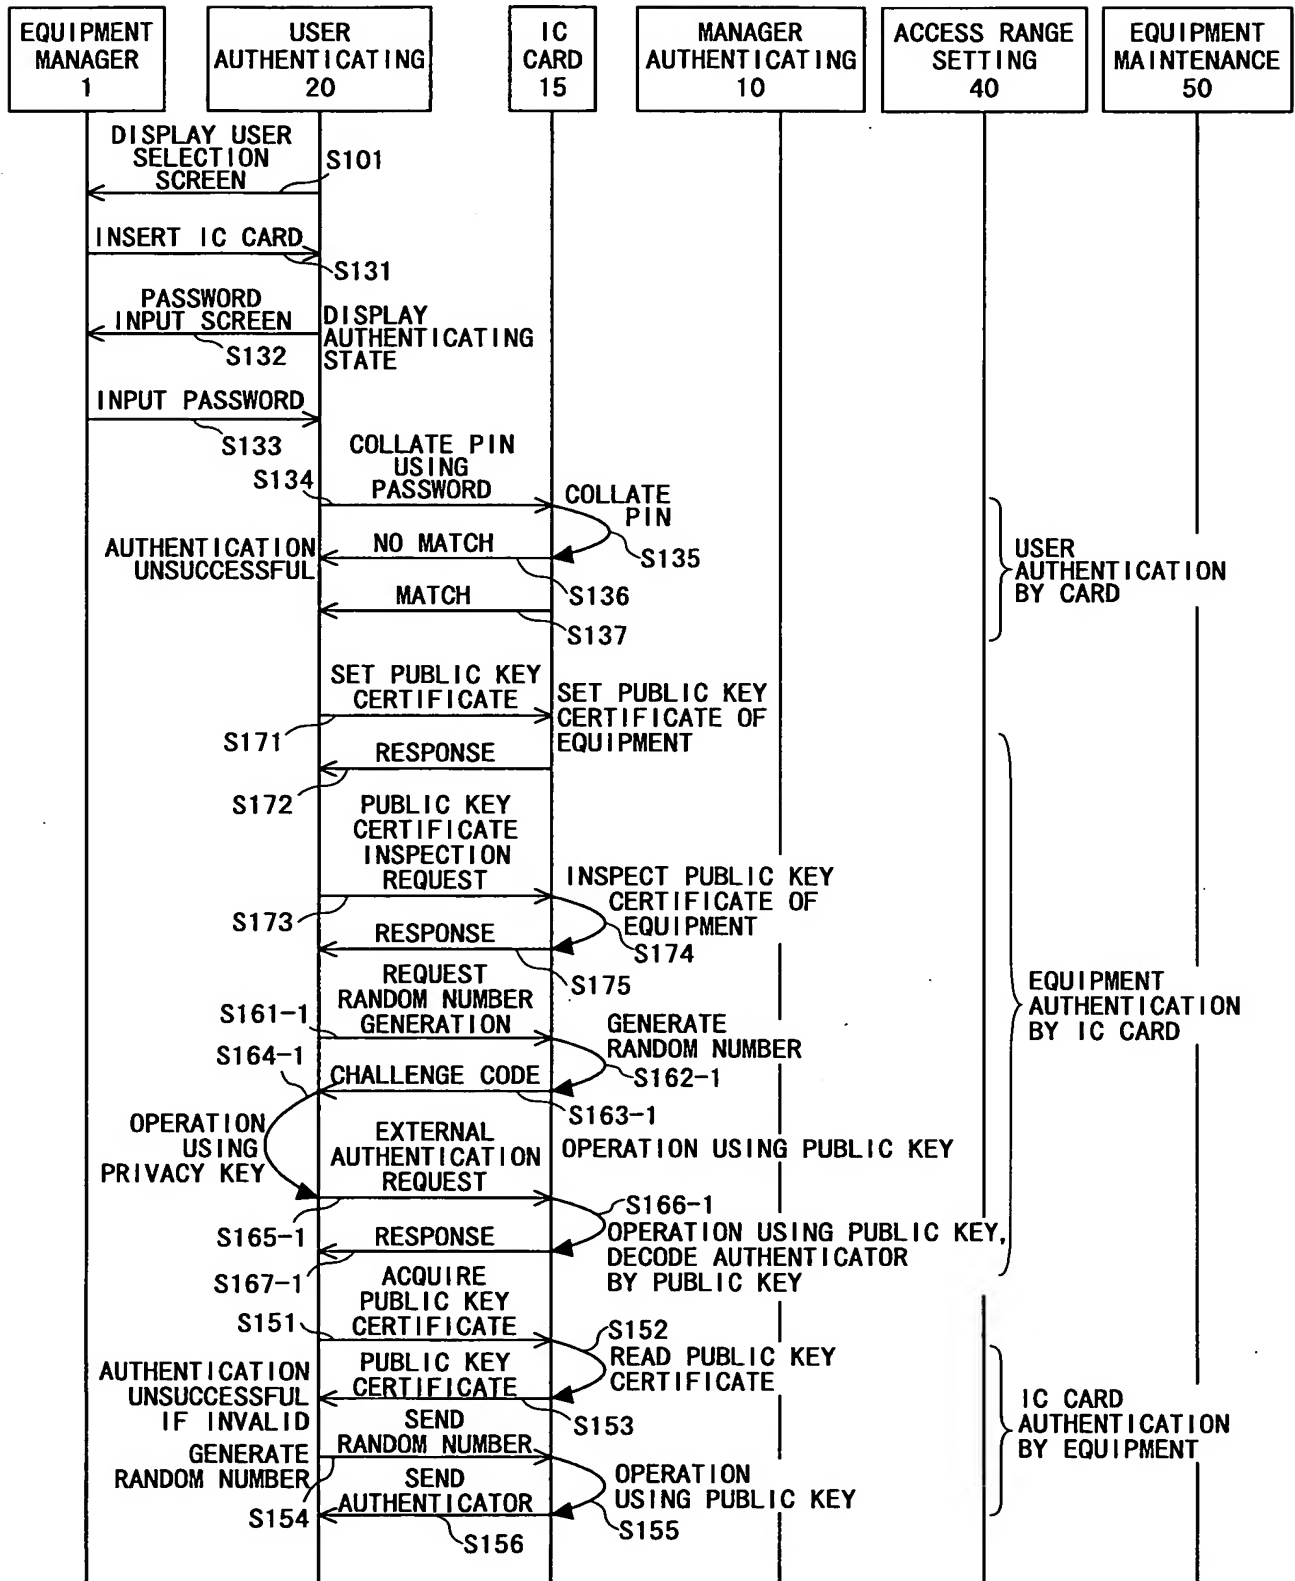 EQUIPMENT
MANAGER
1
USER
AUTHENTICATING
20
IC
CARD
15
MANAGER
AUTHENTICATING
10
ACCESS RANGE
SETTING
40
EQUIPMENT
MAINTENANCE
50
DISPLAY USER
SELECTION
SCREEN
S101
INSERT IC CARD
S131
PASSWORD
INPUT SCREEN
S132
DISPLAY
AUTHENTICATING
STATE
INPUT PASSWORD
S133
COLLATE PIN
USING
PASSWORD
S134
COLLATE
PIN
S135
NO MATCH
AUTHENTICATION
UNSUCCESSFUL
S136
MATCH
S137
USER
AUTHENTICATION
BY CARD
SET PUBLIC KEY
CERTIFICATE
S171
SET PUBLIC KEY
CERTIFICATE OF
EQUIPMENT
RESPONSE
S172
PUBLIC KEY
CERTIFICATE
INSPECTION
REQUEST
S173
INSPECT PUBLIC KEY
CERTIFICATE OF
EQUIPMENT
S174
RESPONSE
S175
REQUEST
RANDOM NUMBER
GENERATION
S161-1
GENERATE
RANDOM NUMBER
S162-1
CHALLENGE CODE
S163-1
S164-1
OPERATION
USING
PRIVACY KEY
EXTERNAL
AUTHENTICATION
REQUEST
S165-1
OPERATION USING PUBLIC KEY
S166-1
OPERATION USING PUBLIC KEY,
DECODE AUTHENTICATOR
BY PUBLIC KEY
RESPONSE
S167-1
EQUIPMENT
AUTHENTICATION
BY IC CARD
ACQUIRE
PUBLIC KEY
CERTIFICATE
S151
S152
READ PUBLIC KEY
CERTIFICATE
PUBLIC KEY
CERTIFICATE
S153
AUTHENTICATION
UNSUCCESSFUL
IF INVALID
SEND
RANDOM NUMBER
GENERATE
RANDOM NUMBER
S154
OPERATION
USING PUBLIC KEY
S155
SEND
AUTHENTICATOR
S156
IC CARD
AUTHENTICATION
BY EQUIPMENT